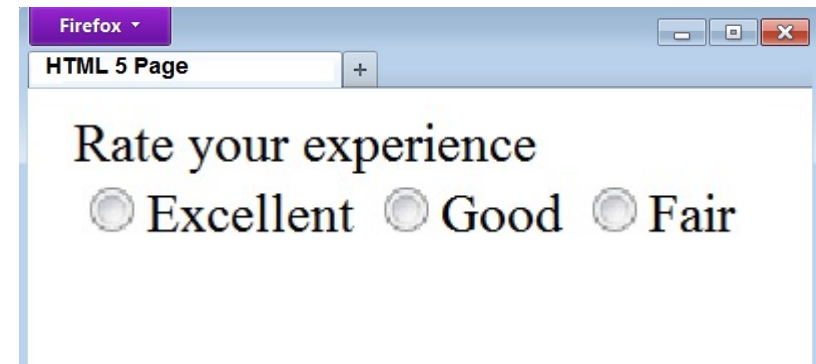 Firefox
HTML 5 Page
Rate your experience
Excellent Good Fair